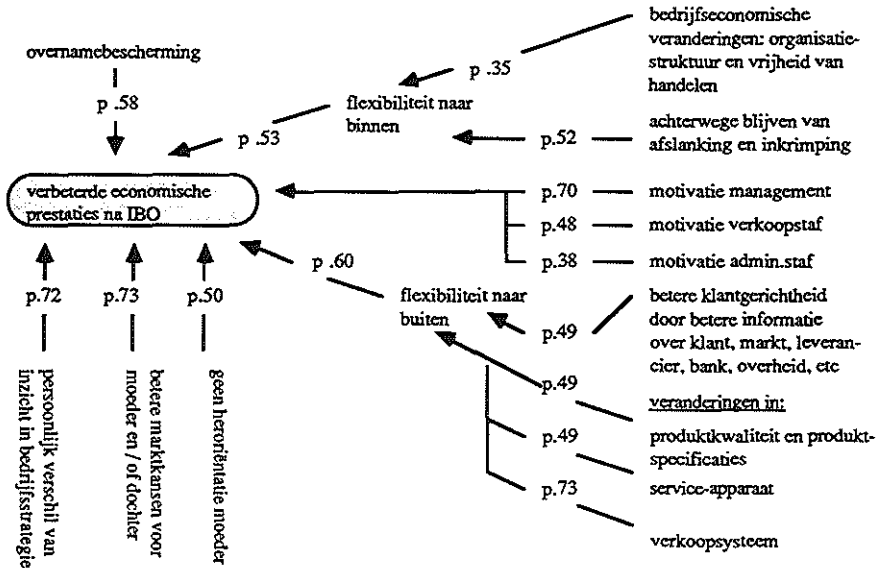 bedrijfseconomische
veranderingen: organisatie-
struktuur en vrijheid van
handelen
overnamebescherming
p .35
p .58
flexibiliteit naar
binnen
p .53
p.52
achterwege blijven van
afslanking en inkrimping
verbeterde economische
prestaties na IBO
p.70
motivatie management
p.48
motivatie verkoopstaf
p.38
motivatie admin.staf
p .60
p.72
p.73
p.50
flexibiliteit naar
buiten
p.49
betere klantgerichtheid
door betere informatie
over klant, markt, leveran-
cier, bank, overheid, etc
p.49
veranderingen in:
p.49
produktkwaliteit en produkt-
specificaties
p.73
service-apparaat
verkoopsysteem
persoonlijk verschil van
inzicht in bedrijfsstrategie
betere marktkansen voor
moeder en / of dochter
geen heroriëntatie moeder